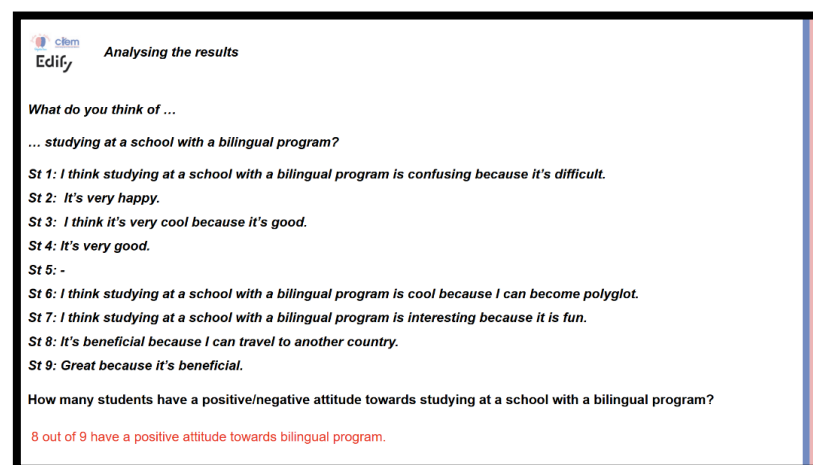 ciem
Edify
Analysing the results
What do you think of …
… studying at a school with a bilingual program?
St 1: I think studying at a school with a bilingual program is confusing because it's difficult.
St 2: It's very happy.
St 3: I think it's very cool because it's good.
St 4: It's very good.
St 5: -
St 6: I think studying at a school with a bilingual program is cool because I can become polyglot.
St 7: I think studying at a school with a bilingual program is interesting because it is fun.
St 8: It's beneficial because I can travel to another country.
St 9: Great because it's beneficial.
How many students have a positive/negative attitude towards studying at a school with a bilingual program?
8 out of 9 have a positive attitude towards bilingual program.